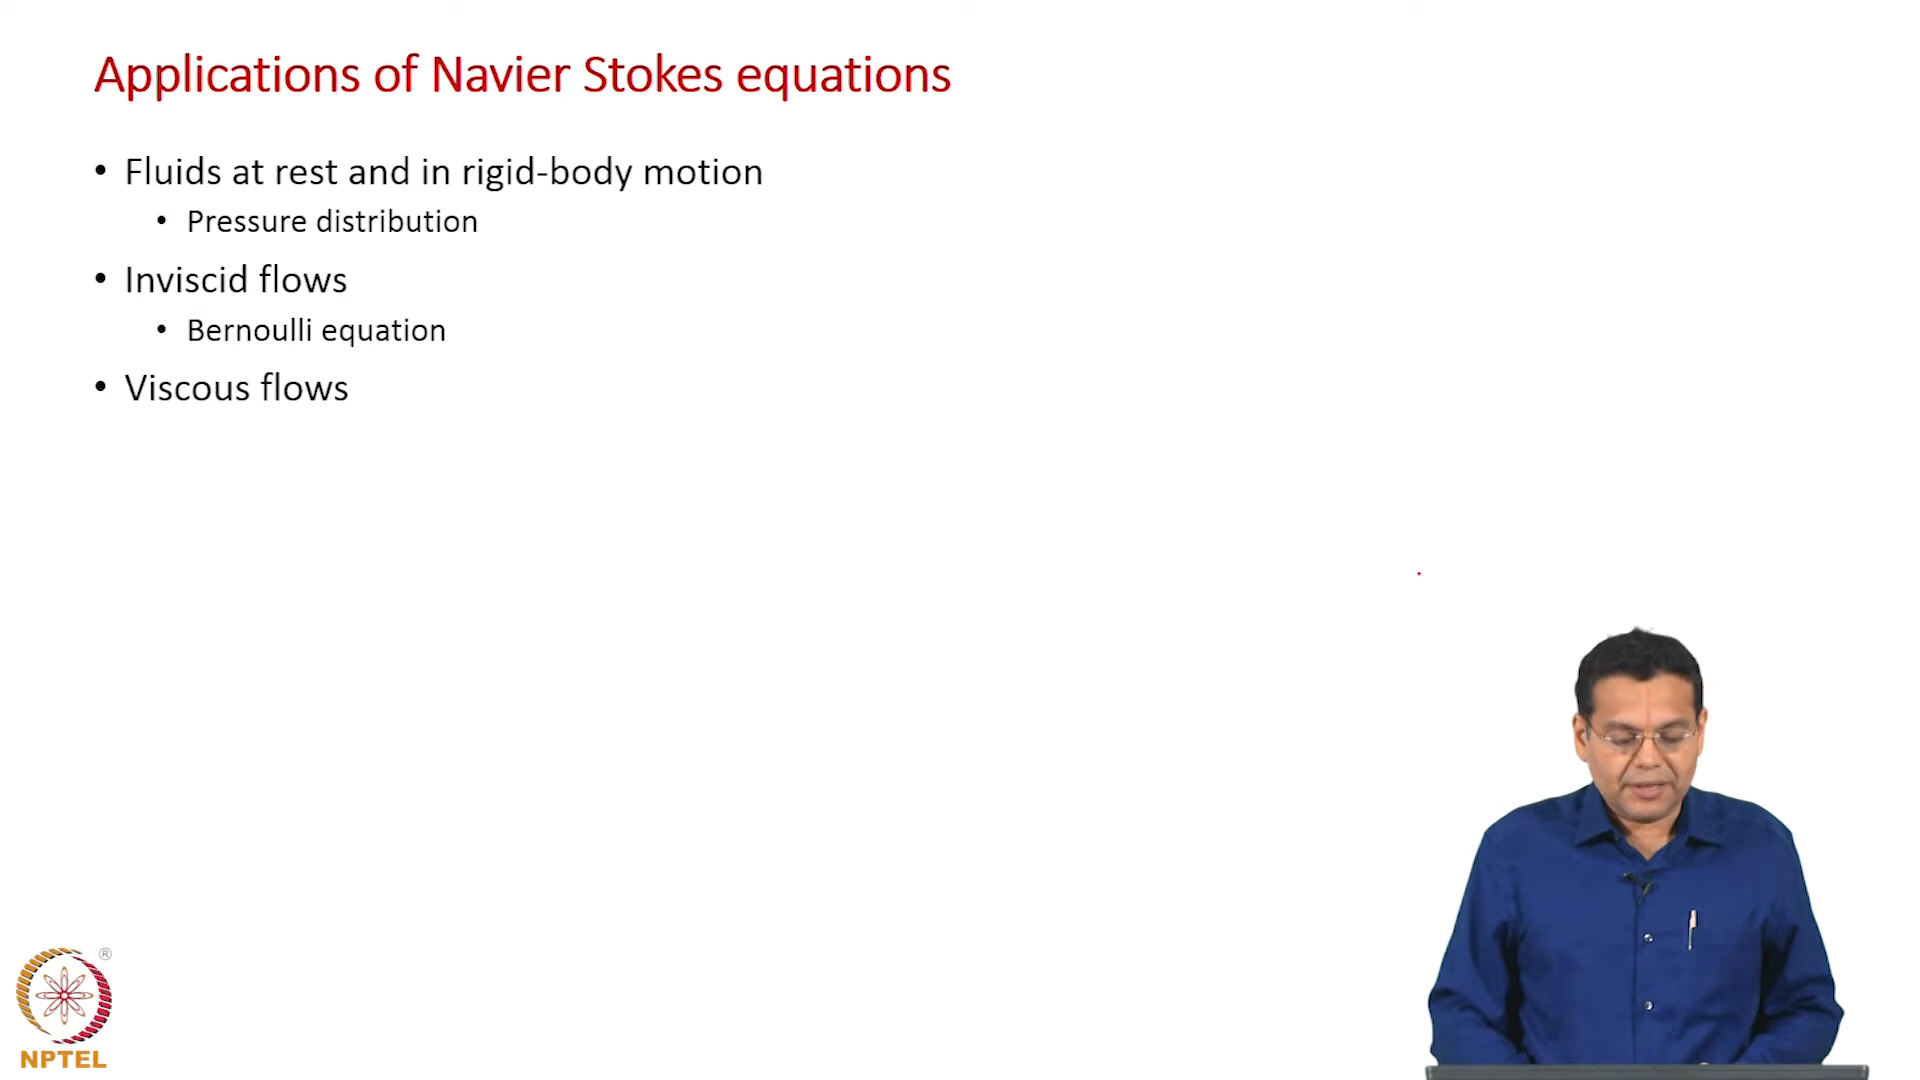 Applications of Navier Stokes equations
• Fluids at rest and in rigid-body motion
• Pressure distribution
• Inviscid flows
• Bernoulli equation
• Viscous flows
®
NPTEL